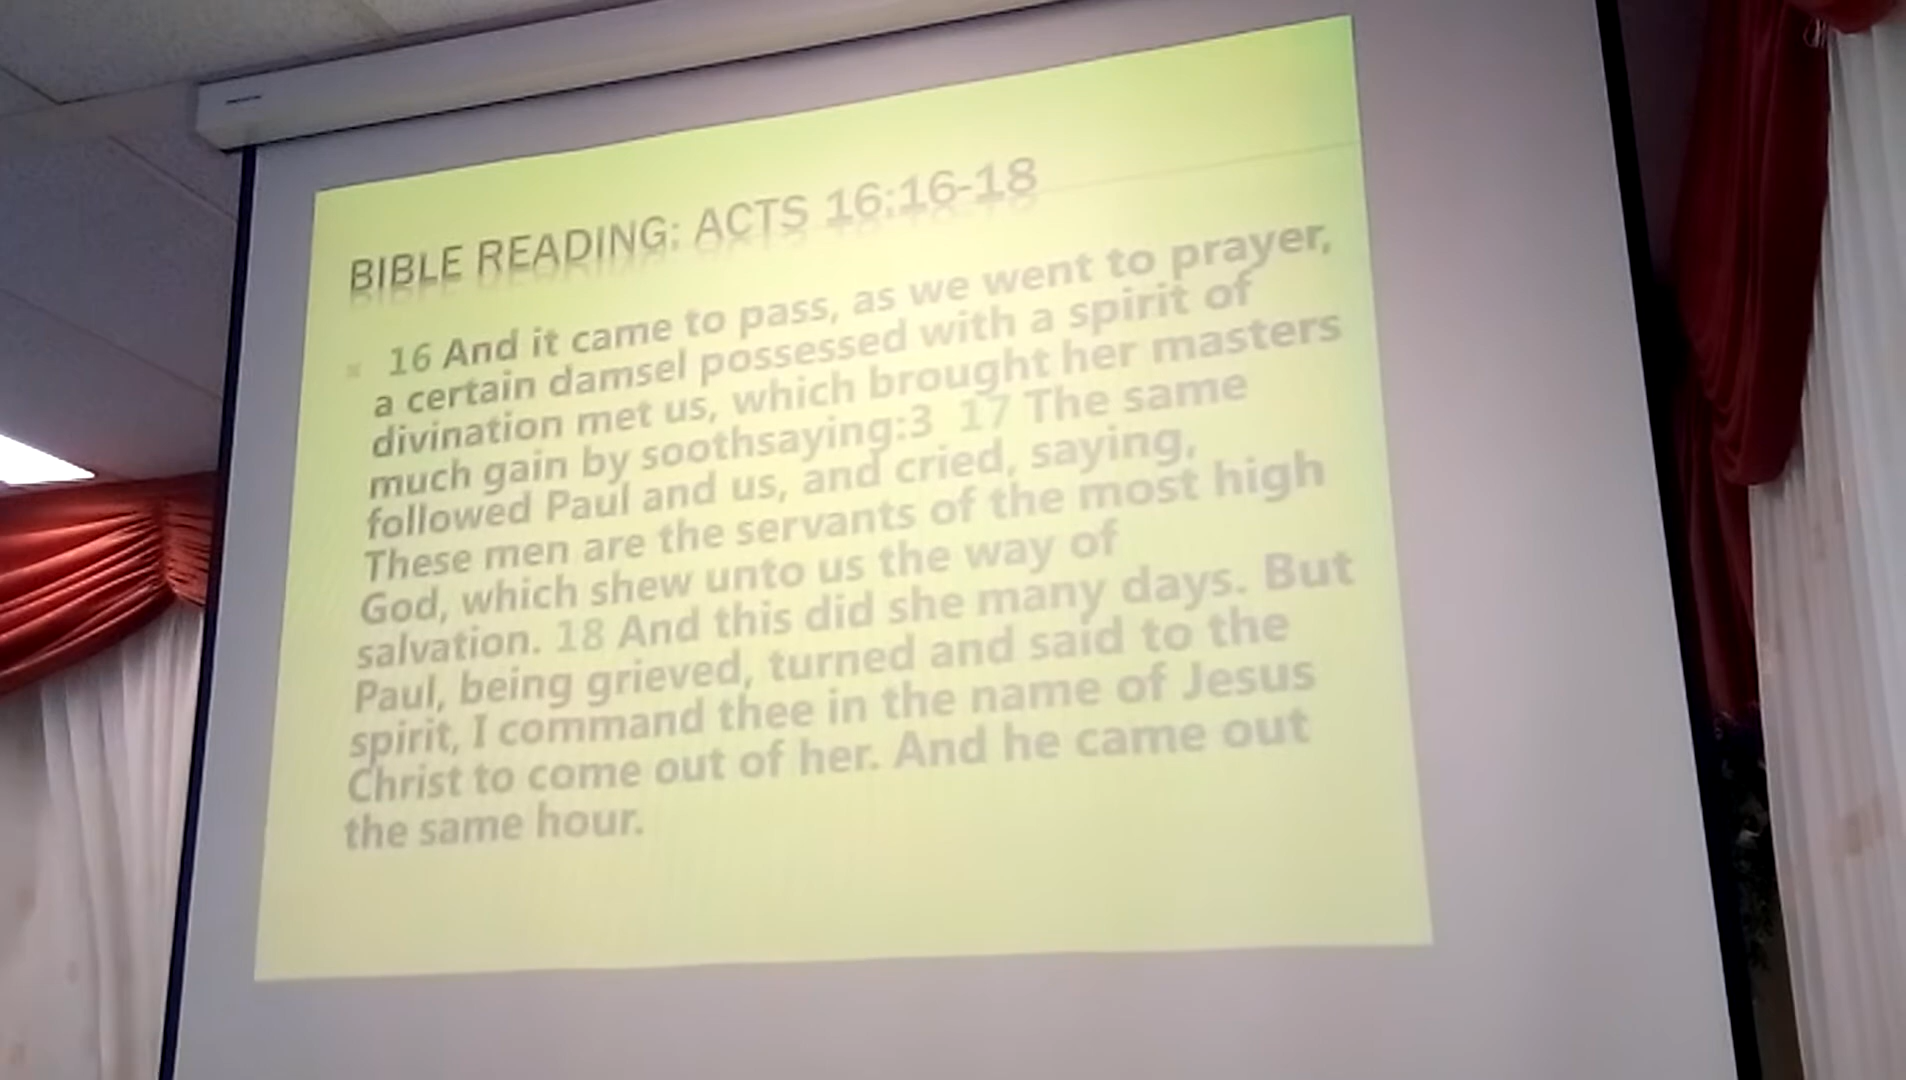 BIBLE READING: ACTS 16:16-18
16 And it came to pass, as we went to prayer,
a certain damsel possessed with a spirit of
divination met us, which brought her masters
much gain by soothsaying:3 17 The same
followed Paul and us, and cried, saying,
These men are the servants of the most high
God, which shew unto us the way of
salvation. 18 And this did she many days. But
Paul, being grieved, turned and said to the
spirit, I command thee in the name of Jesus
Christ to come out of her. And he came out
the same hour.